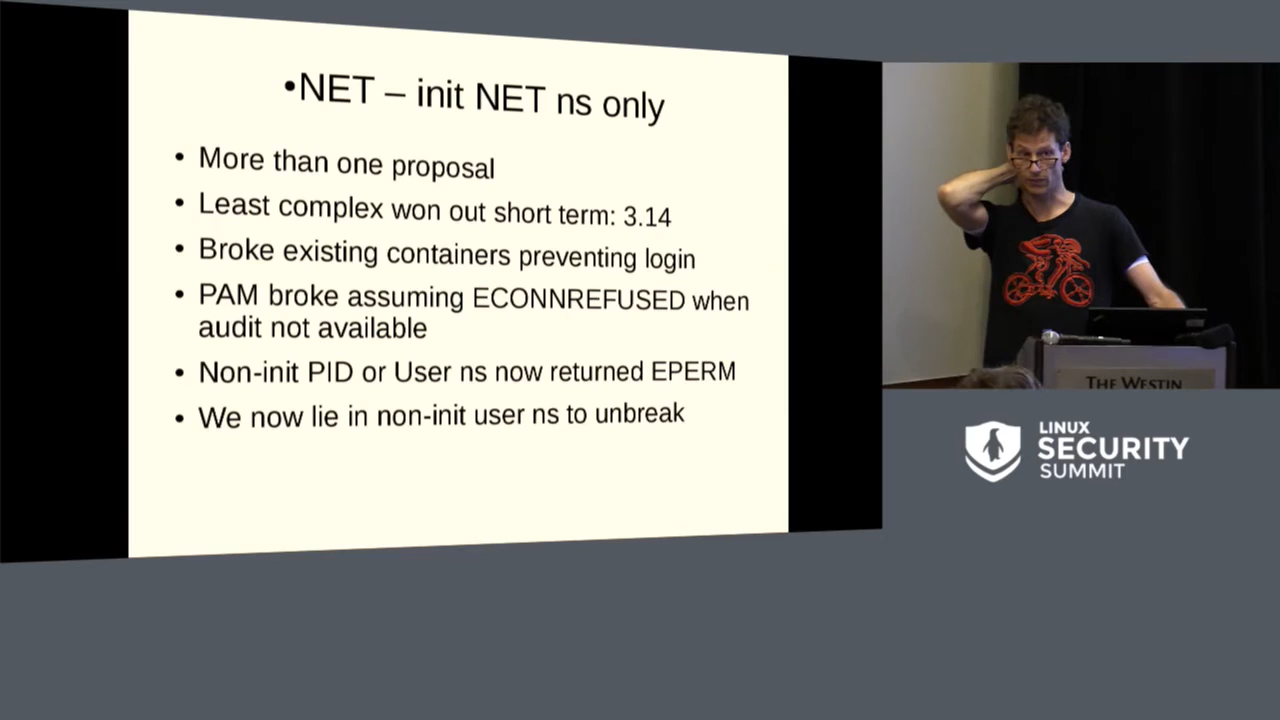 •NET – init NET ns only
• More than one proposal
• Least complex won out short term: 3.14
• Broke existing containers preventing login
• PAM broke assuming ECONNREFUSED when
audit not available
• Non-init PID or User ns now returned EPERM
• We now lie in non-init user ns to unbreak
THE WESTIN
LINUX
SECURITY
SUMMIT